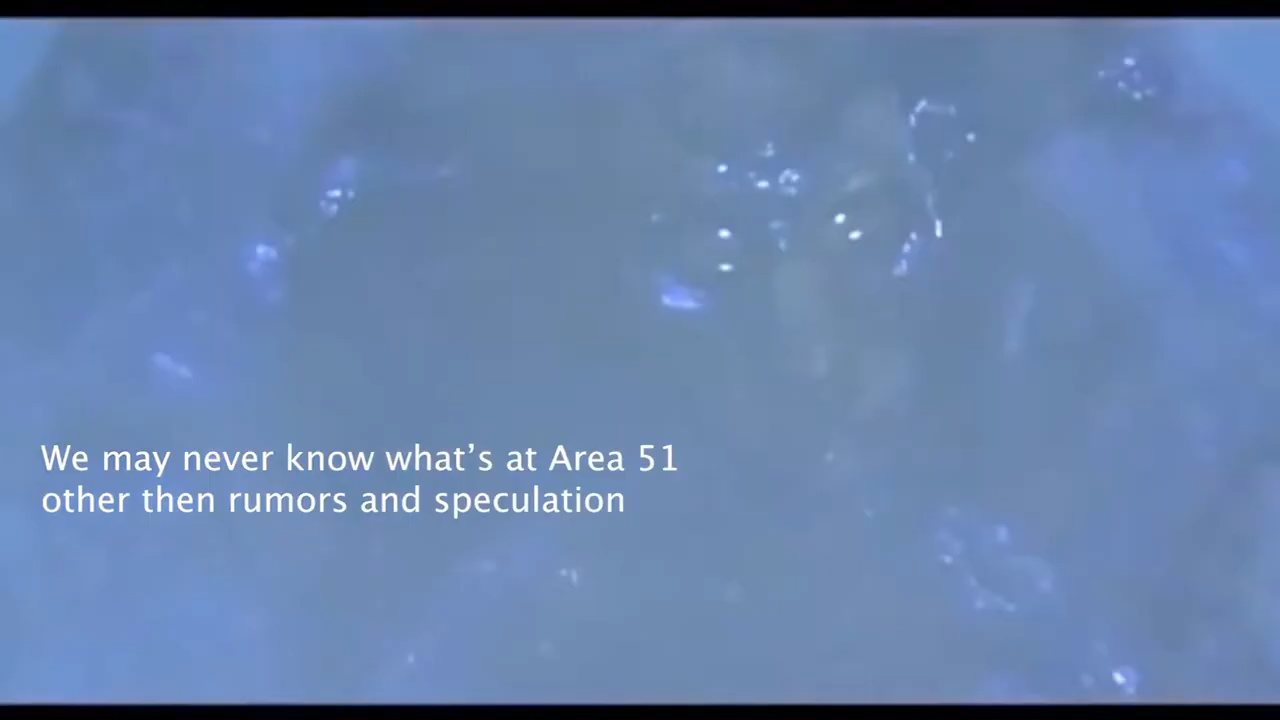 We may never know what’s at Area 51
other then rumors and speculation